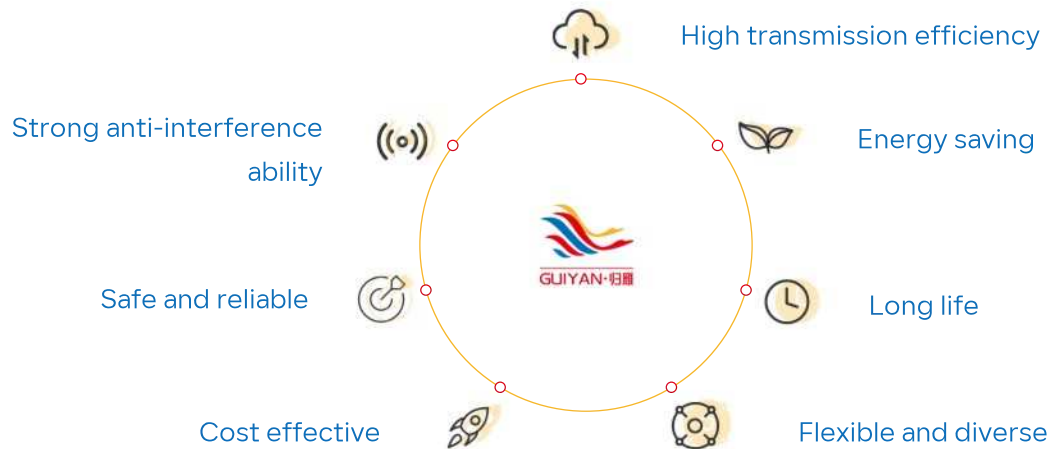 High transmission efficiency
Strong anti-interference
ability
Energy saving
GUIYAN·归雁
Safe and reliable
Long life
Cost effective
Flexible and diverse